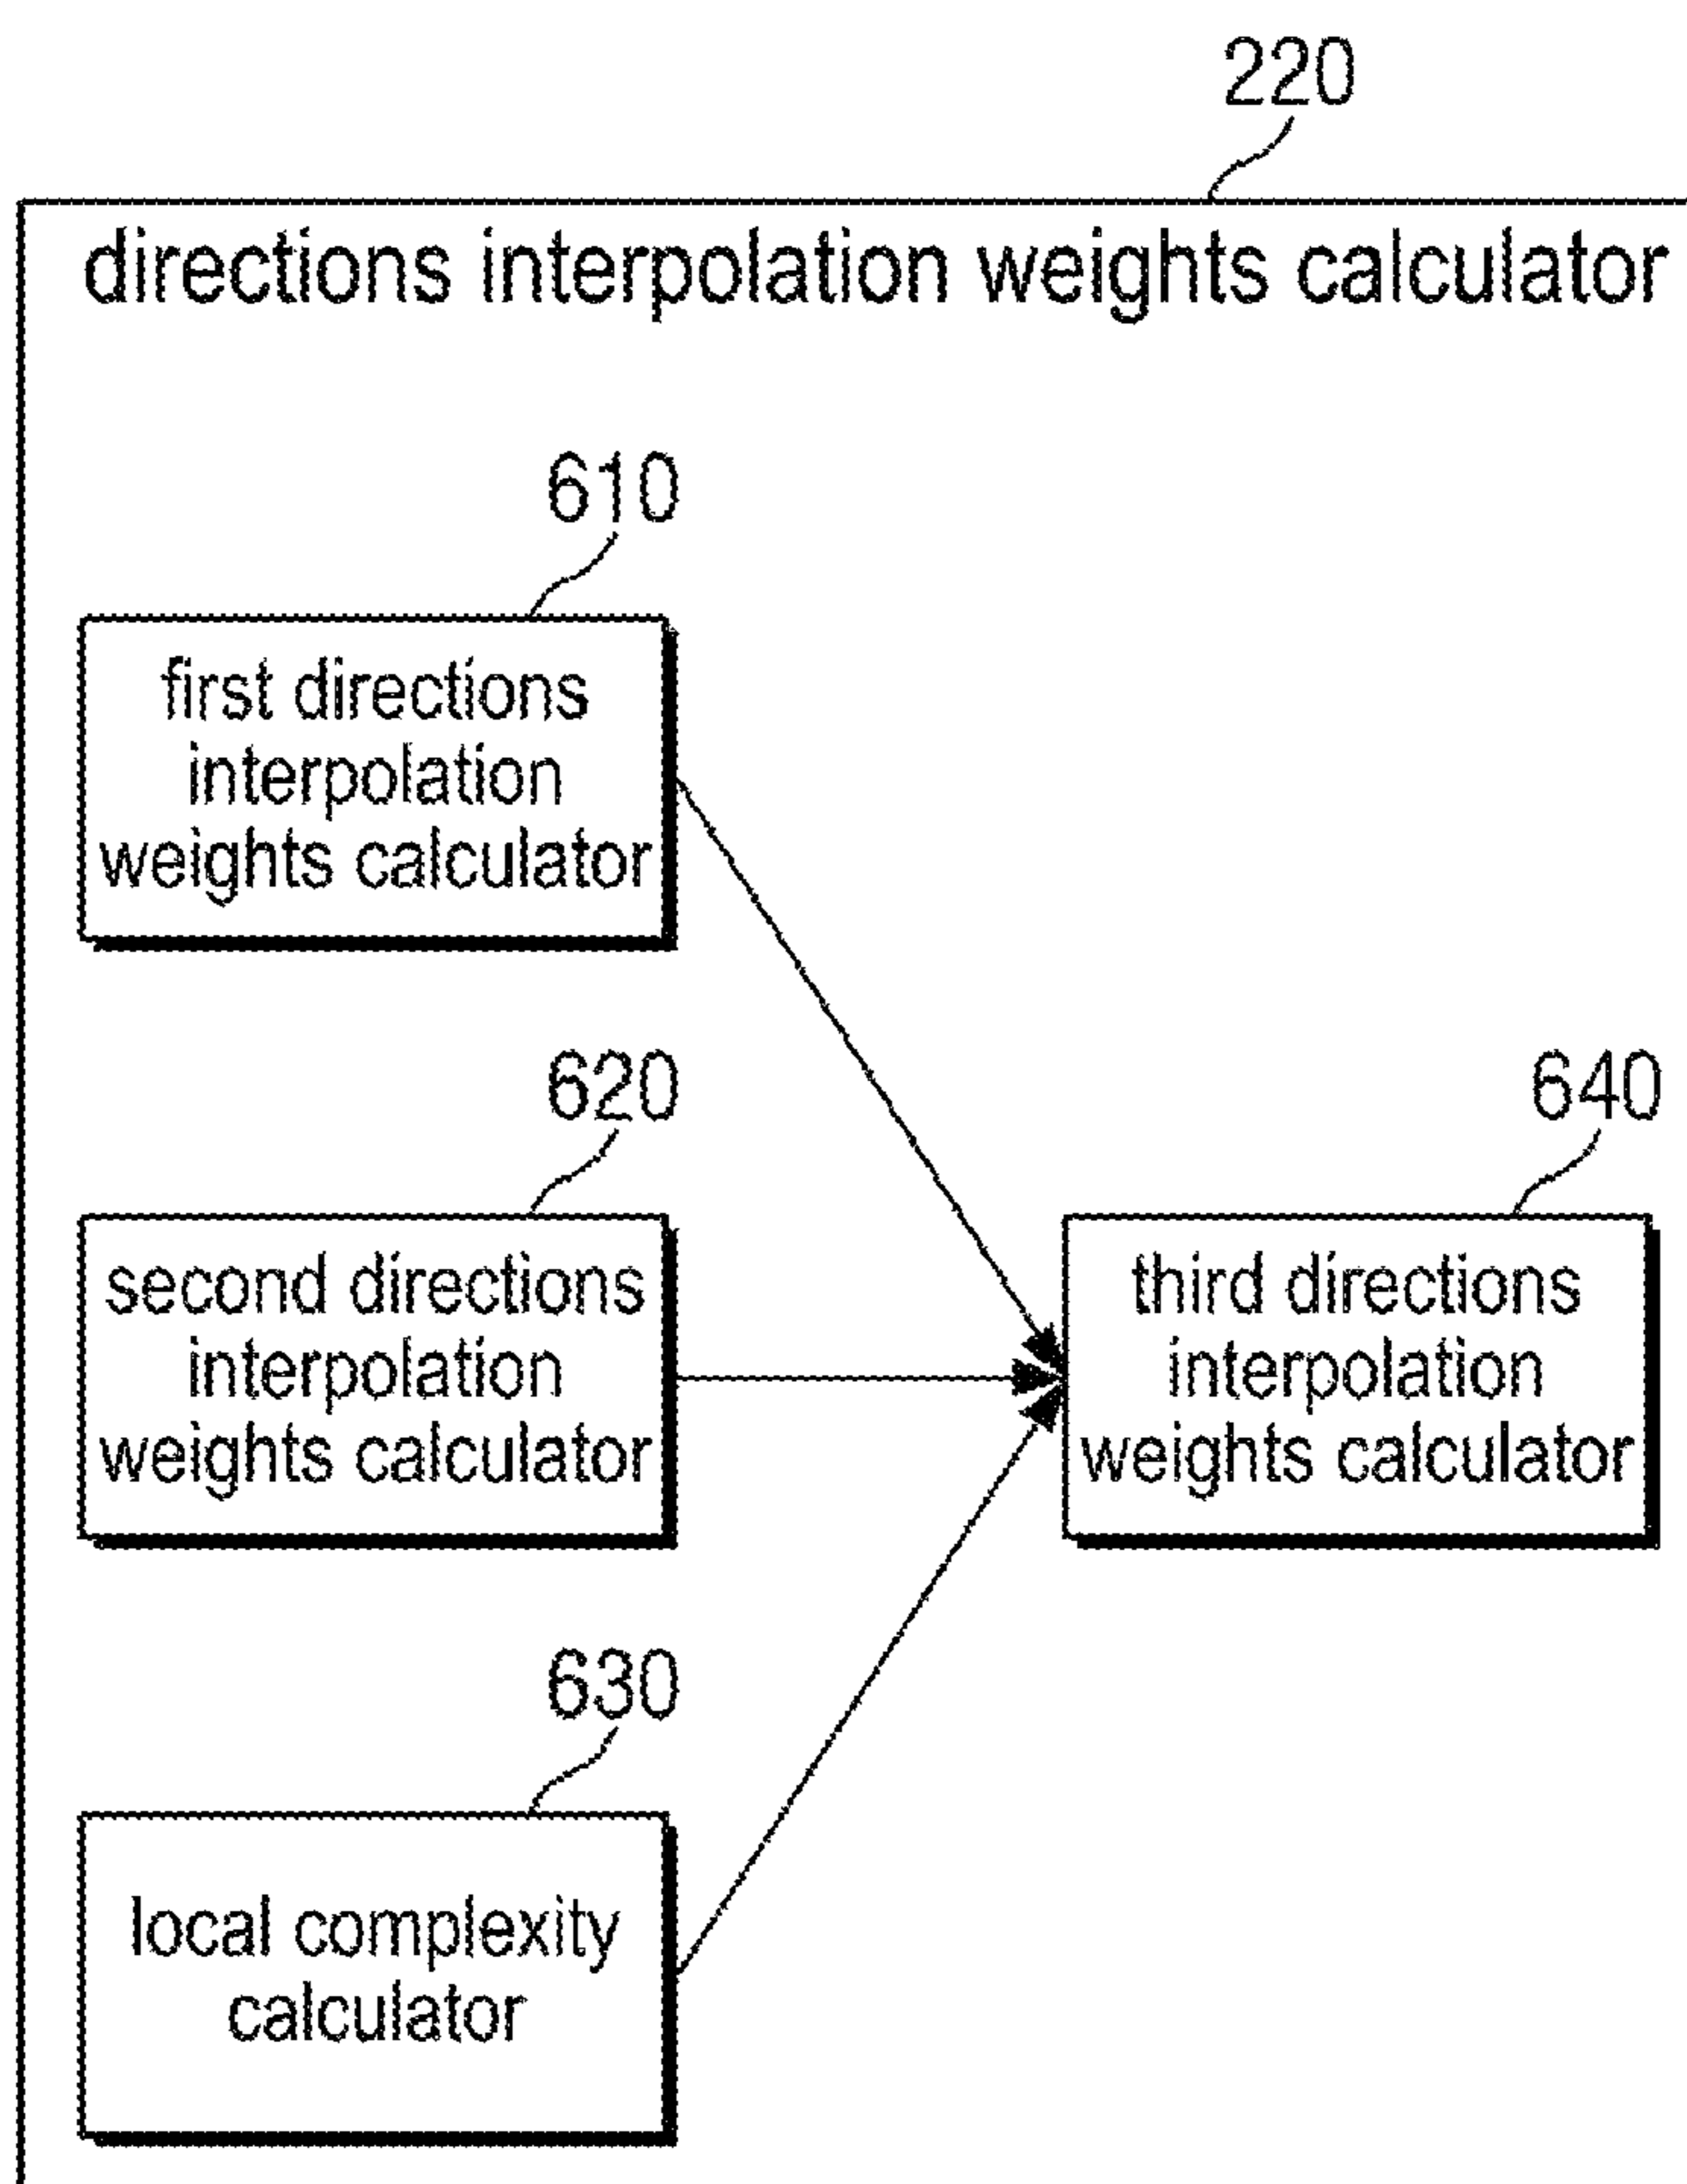 220
directions interpolation weights calculator
610
first directions
interpolation
weights calculator
620
second directions
interpolation
weights calculator
640
third directions
interpolation
weights calculator
630
local complexity
calculator